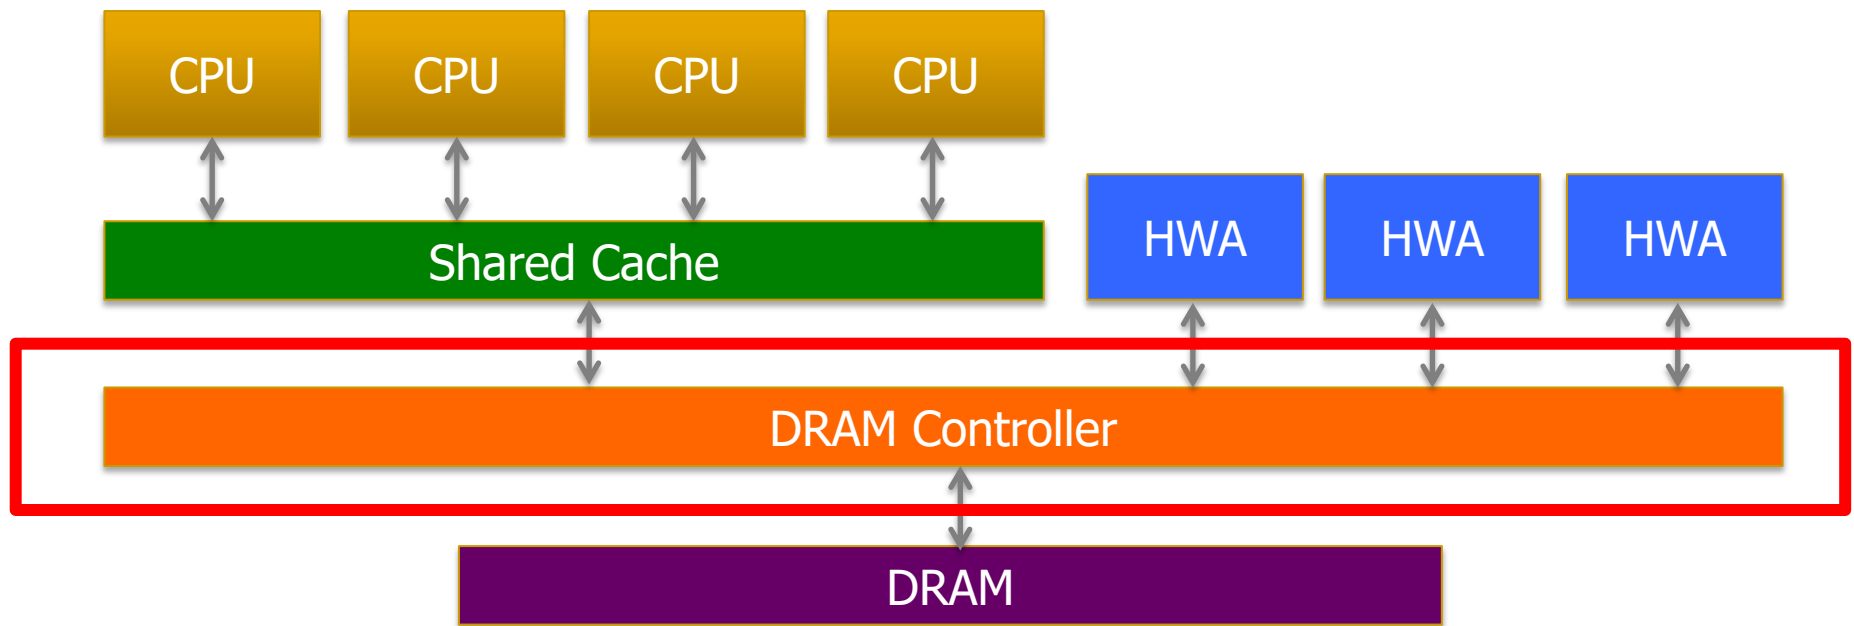 CPU
CPU
CPU
CPU
Shared Cache
HWA
HWA
HWA
DRAM Controller
DRAM